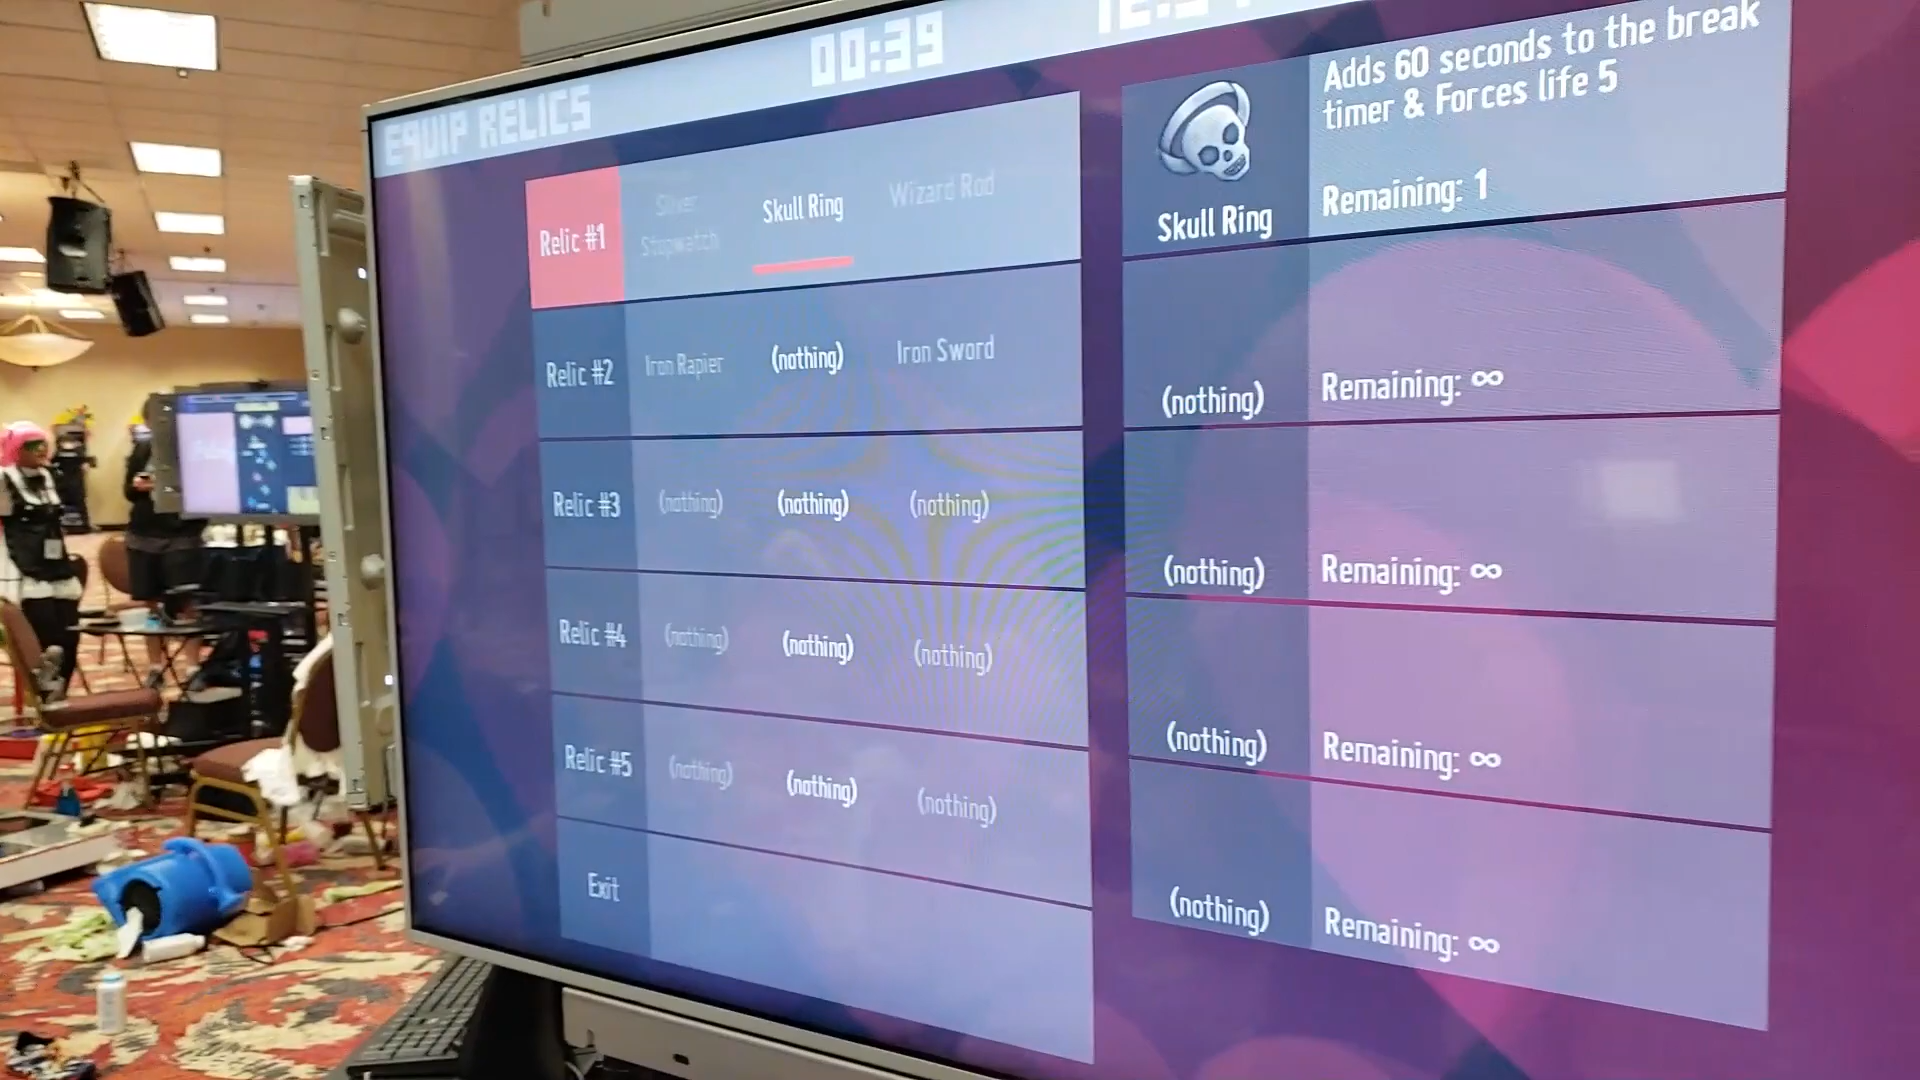 EQUIP RELICS
00:39
Relic #1
Silver
Stopwatch
Skull Ring
Wizard Rod
Relic #2
Iron Rapier
(nothing)
Iron Sword
Relic #3
(nothing)
(nothing)
(nothing)
Relic #4
(nothing)
(nothing)
(nothing)
Relic #5
(nothing)
(nothing)
(nothing)
Exit
Skull Ring
Adds 60 seconds to the break
timer & Forces life 5
Remaining: 1
(nothing)
Remaining: ∞
(nothing)
Remaining: ∞
(nothing)
Remaining: ∞
(nothing)
Remaining: ∞